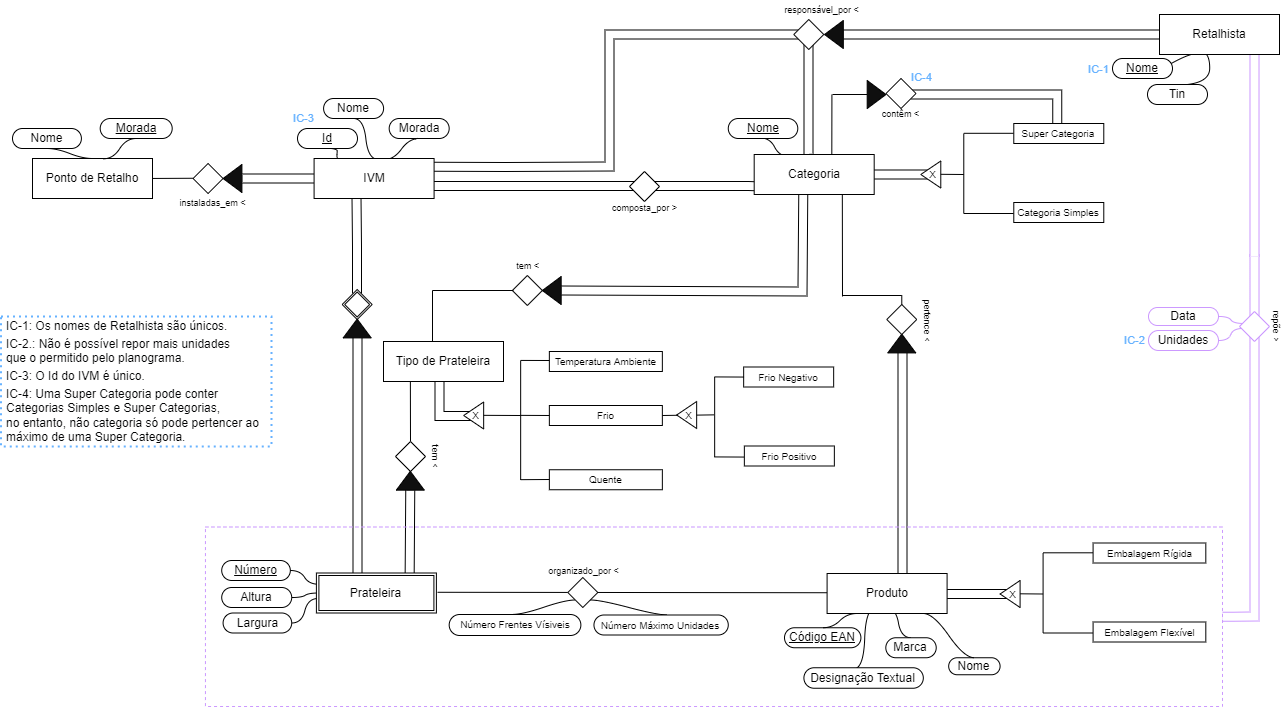 responsável_por <
Retalhista
IC-1
Nome
Tin
IC-4
contêm <
Super Categoria
Nome
Categoria
X
Categoria Simples
IC-3
Nome
Id
Morada
IVM
Nome
Morada
Ponto de Retalho
instaladas_em <
composta_por >
tem <
pertence <
Data
IC-2
Unidades
repõe >
IC-1: Os nomes de Retalhista são únicos.
IC-2.: Não é possível repor mais unidades
que o permitido pelo planograma.
IC-3: O Id do IVM é único.
IC-4: Uma Super Categoria pode conter
Categorias Simples e Super Categorias,
no entanto, não categoria só pode pertencer ao
máximo de uma Super Categoria.
Tipo de Prateleira
Temperatura Ambiente
X
Frio
X
Frio Negativo
Frio Positivo
Quente
tem <
Número
Altura
Largura
Prateleira
organizado_por <
Número Frentes Vísiveis
Número Máximo Unidades
Produto
Código EAN
Designação Textual
Marca
Nome
X
Embalagem Rígida
Embalagem Flexível